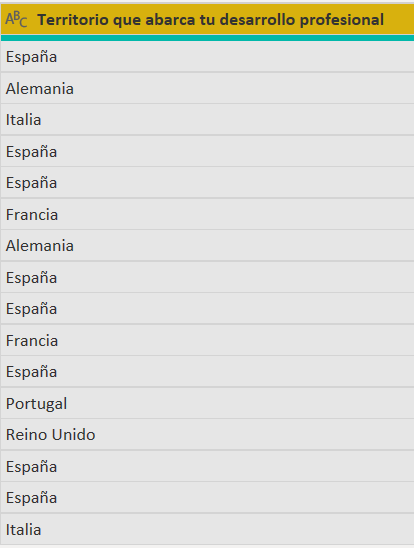 ABC Territorio que abarca tu desarrollo profesional
España
Alemania
Italia
España
España
Francia
Alemania
España
España
Francia
España
Portugal
Reino Unido
España
España
Italia